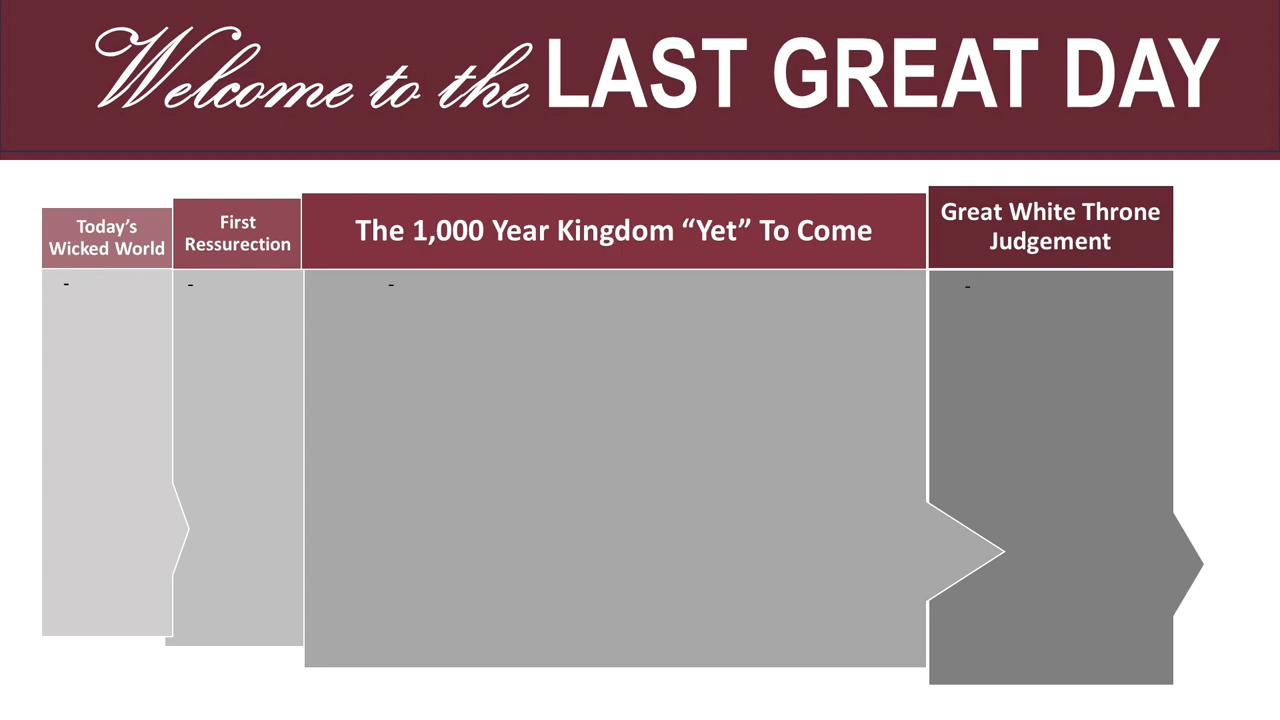 Welcome to the LAST GREAT DAY
Today’s
Wicked World
First
Ressurection
The 1,000 Year Kingdom “Yet” To Come
Great White Throne
Judgement
-
-
-
-